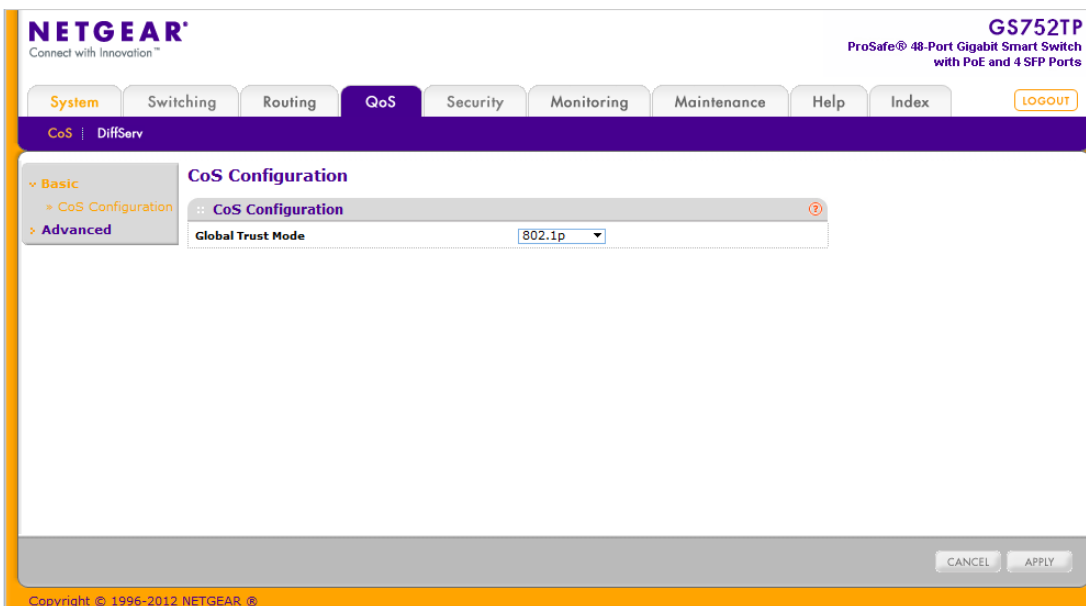 NETGEAR®
Connect with Innovation™
GS752TP
ProSafe® 48-Port Gigabit Smart Switch
with PoE and 4 SFP Ports
System Switching Routing QoS Security Monitoring Maintenance Help Index LOGOUT
CoS | DiffServ
Basic
» CoS Configuration
Advanced
CoS Configuration
:: CoS Configuration ?
Global Trust Mode 802.1p
CANCEL APPLY
Copyright © 1996-2012 NETGEAR ®